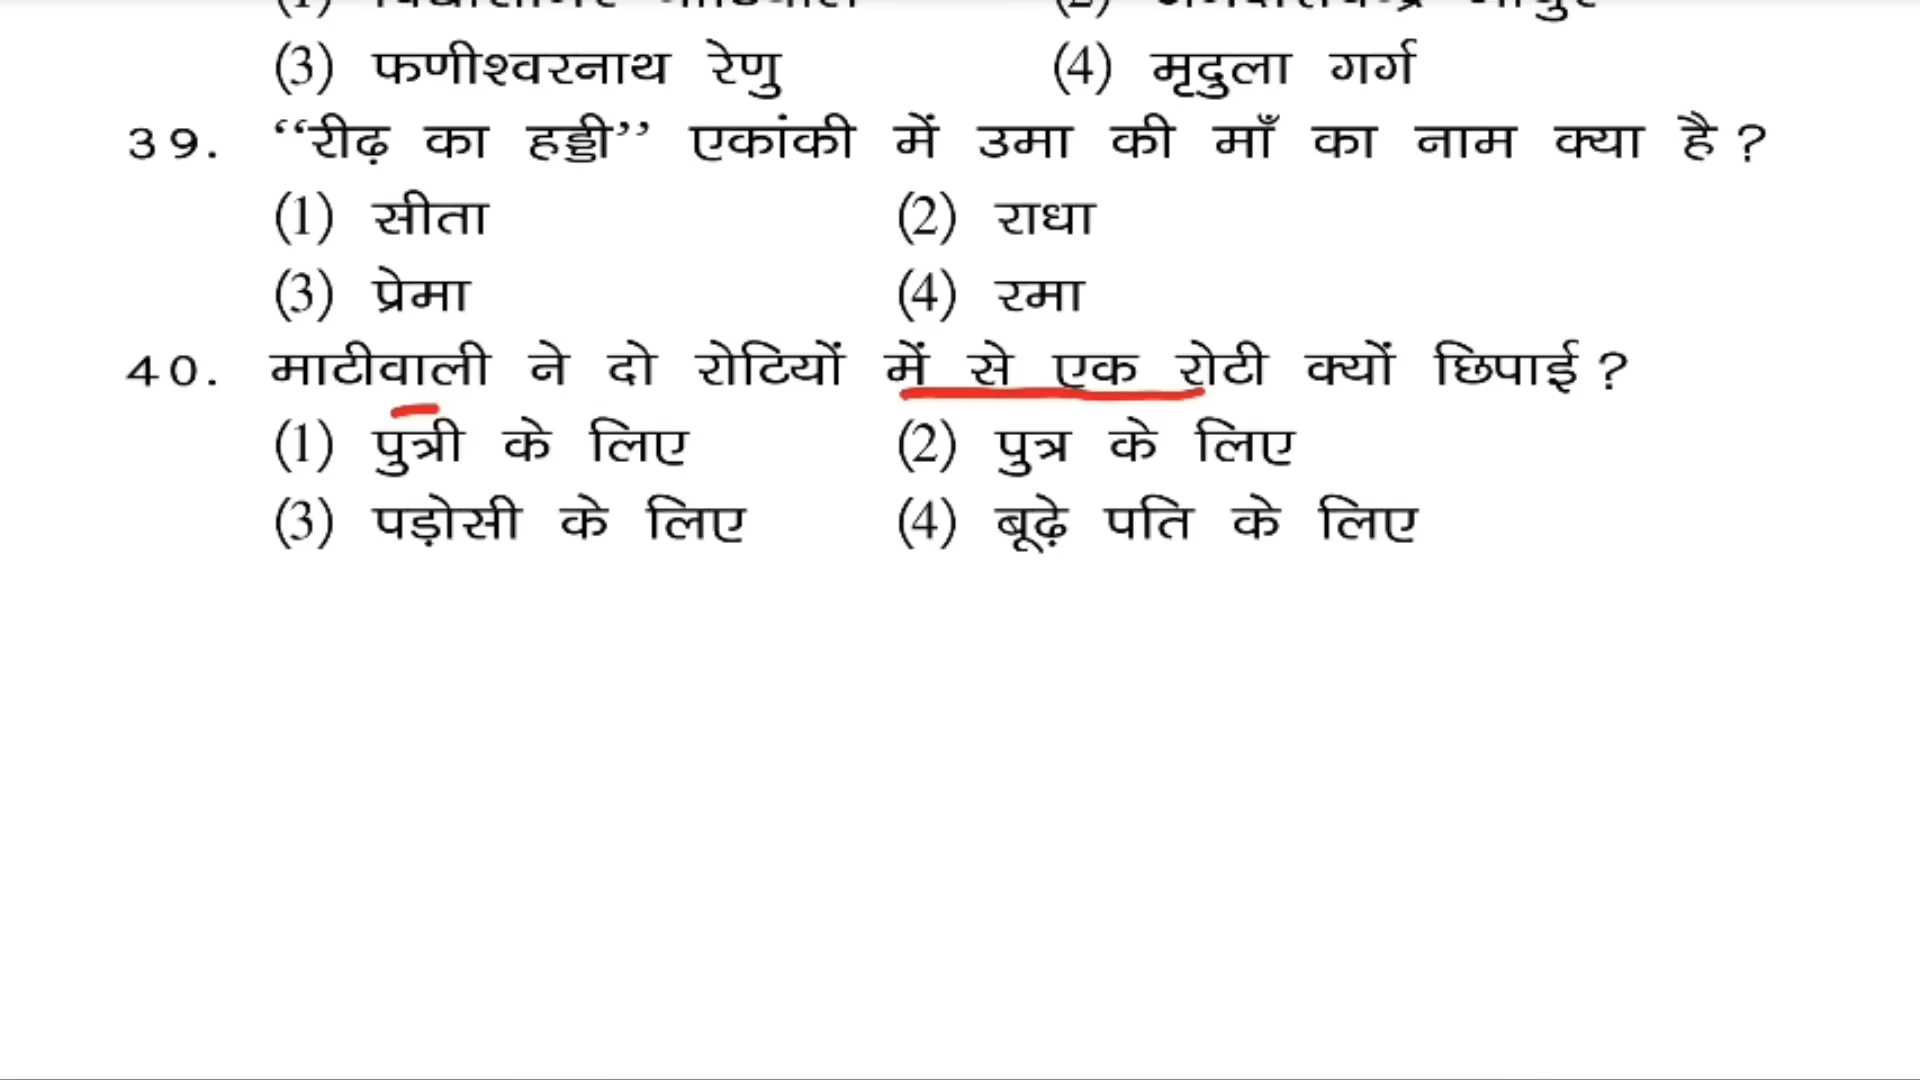 (3) फणीश्वरनाथ रेणु (4) मृदुला गर्ग
39. ‘‘रीढ़ का हड्डी’’ एकांकी में उमा की माँ का नाम क्या है ?
(1) सीता (2) राधा
(3) प्रेमा (4) रमा
40. माटीवाली ने दो रोटियों में से एक रोटी क्यों छिपाई ?
(1) पुत्री के लिए (2) पुत्र के लिए
(3) पड़ोसी के लिए (4) बूढ़े पति के लिए